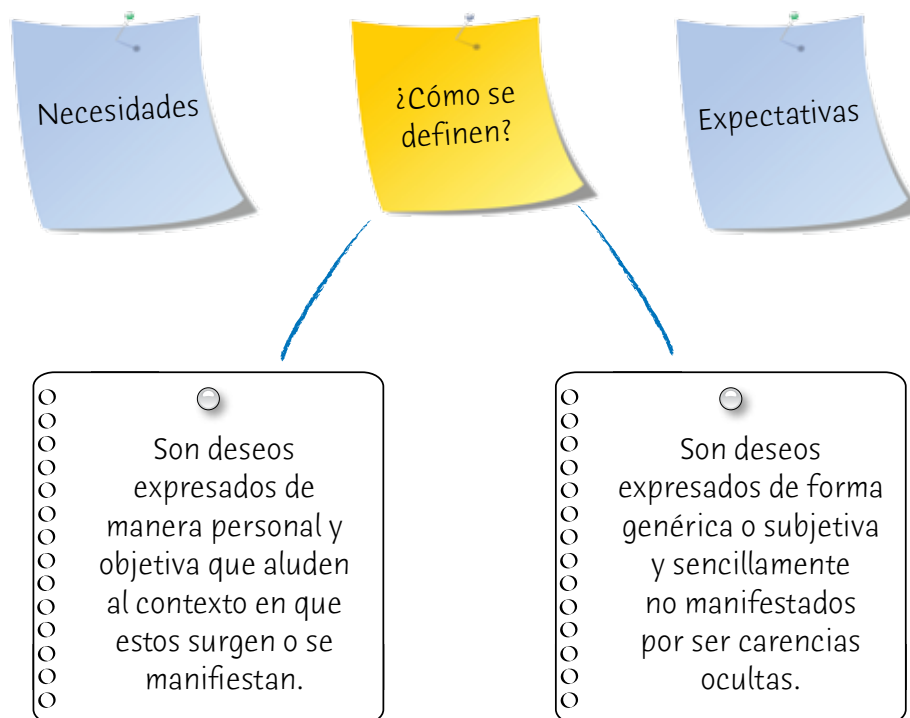 Necesidades
¿Cómo se
definen?
Expectativas
Son deseos
expresados de
manera personal y
objetiva que aluden
al contexto en que
estos surgen o se
manifiestan.
Son deseos
expresados de forma
genérica o subjetiva
y sencillamente
no manifestados
por ser carencias
ocultas.